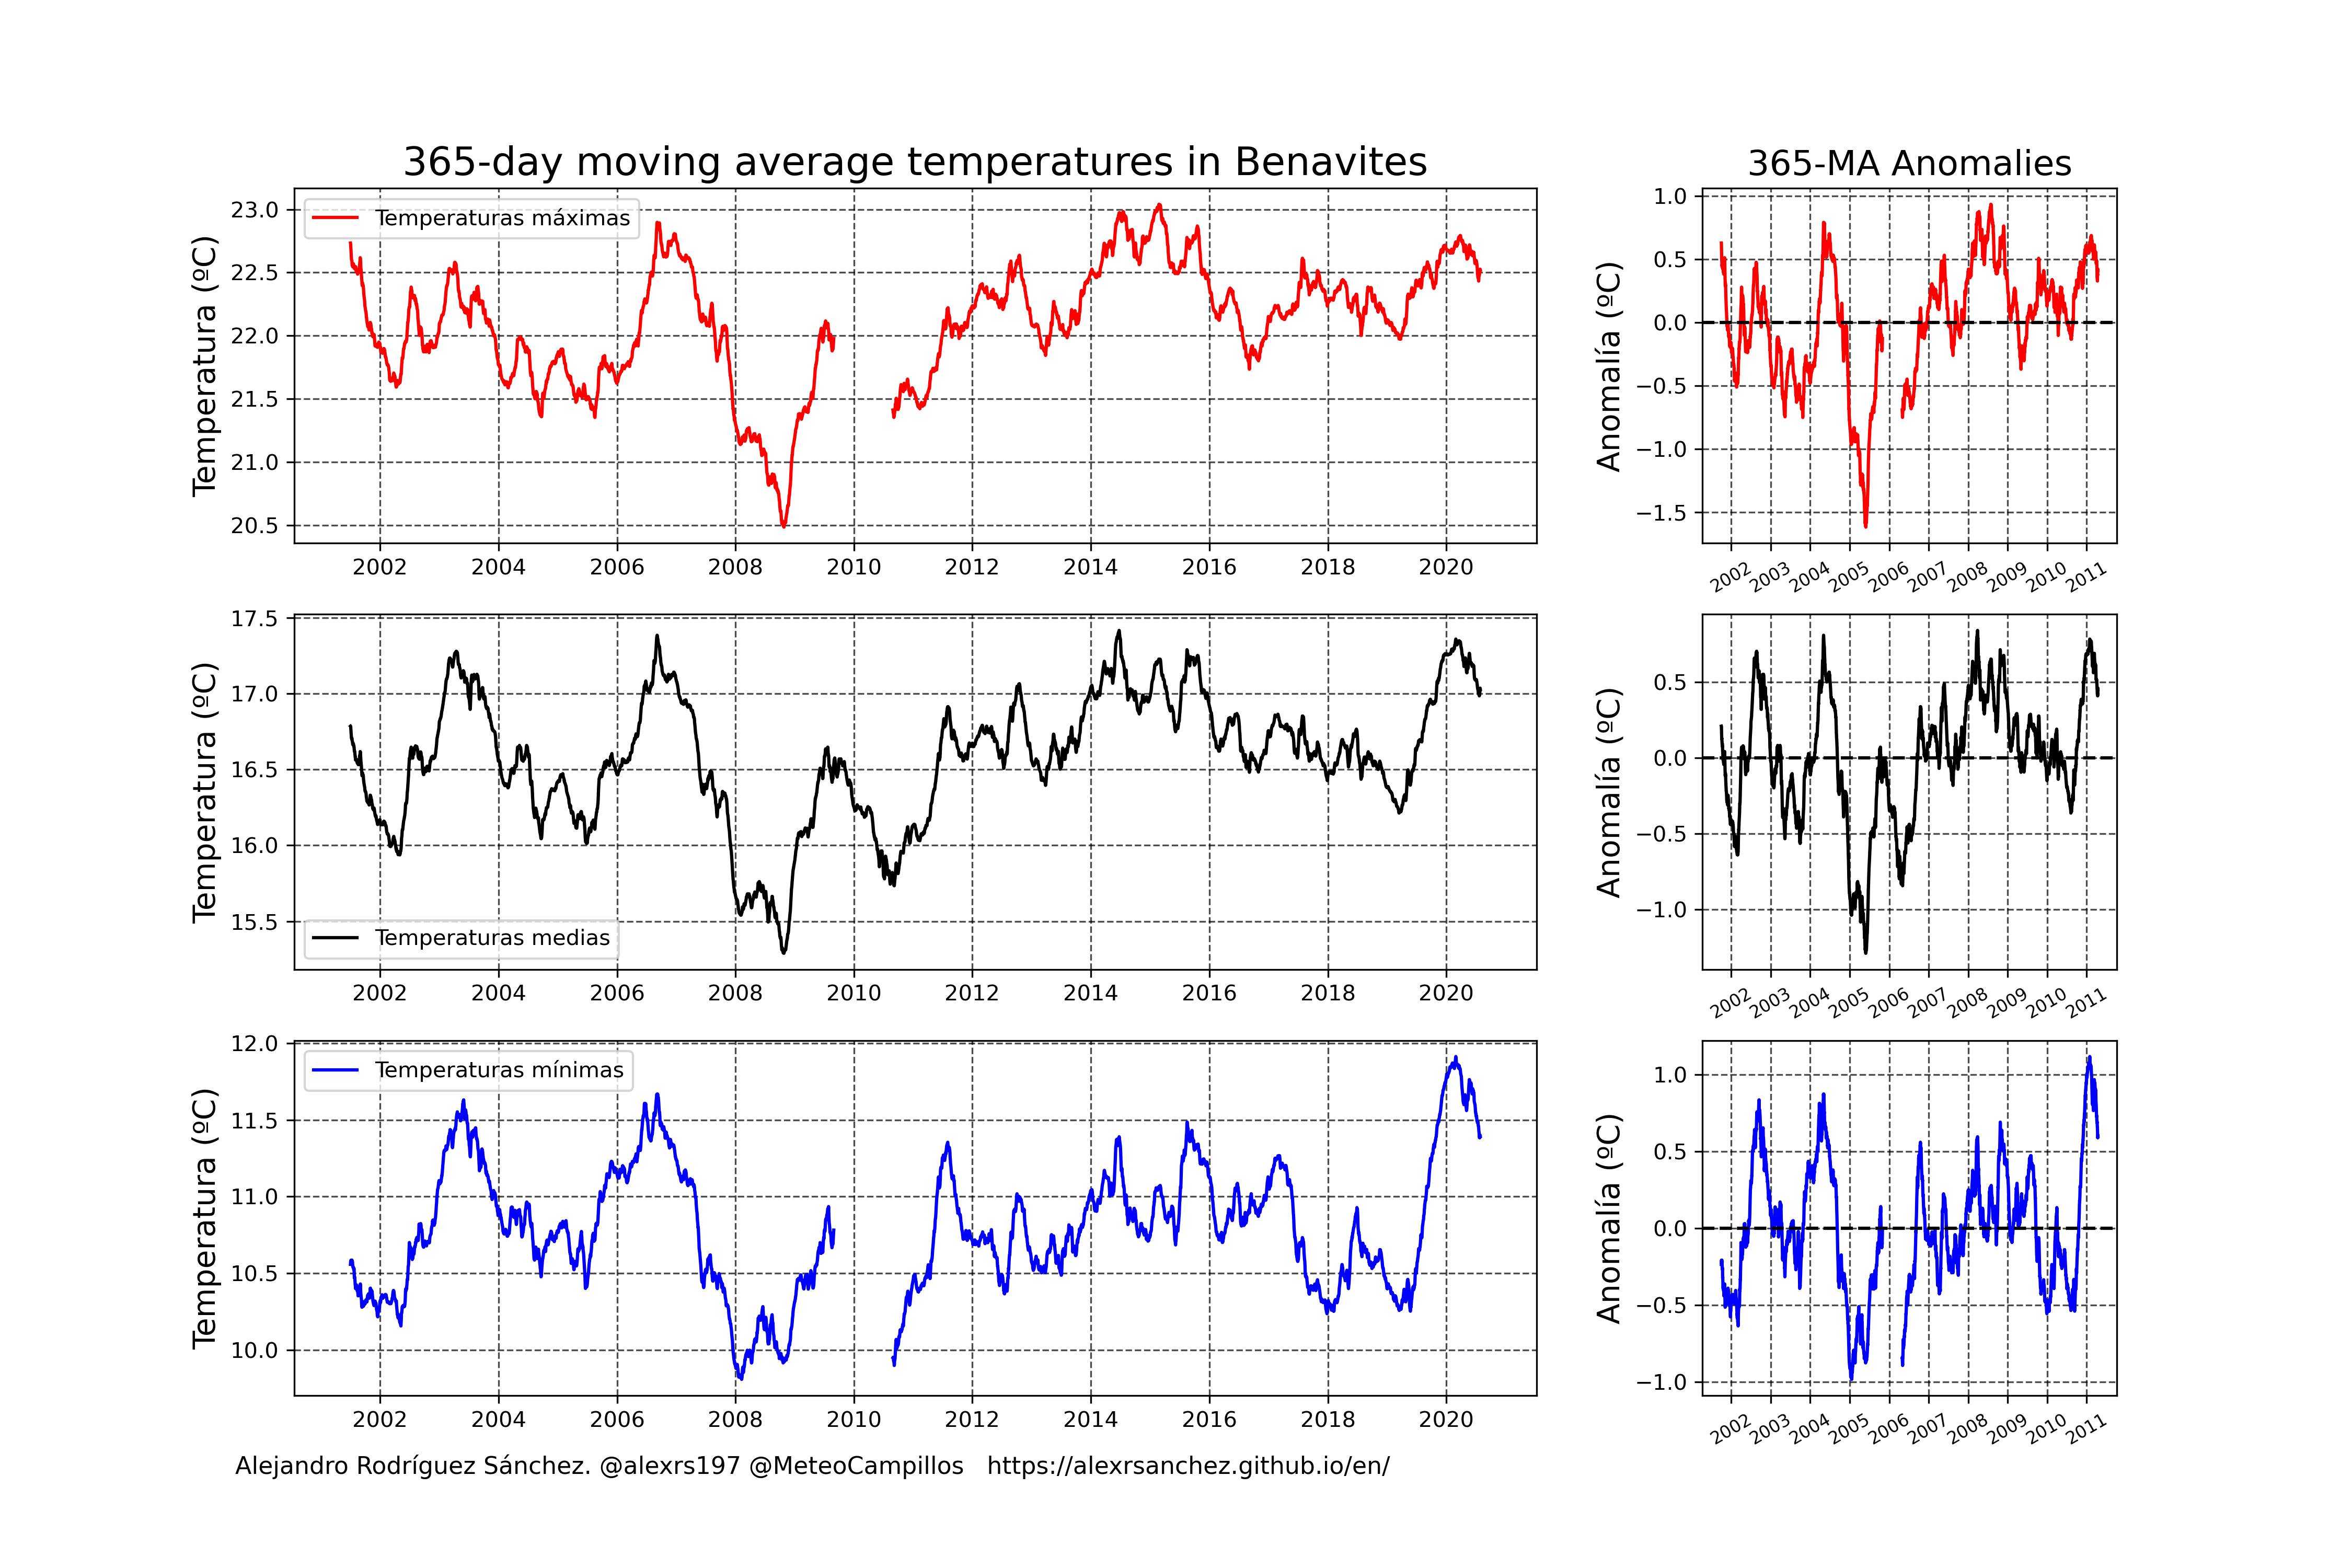 365-day moving average temperatures in Benavites
365-MA Anomalies
Temperatura (ºC)
23.0
22.5
22.0
21.5
21.0
20.5
Temperaturas máximas
2002 2004 2006 2008 2010 2012 2014 2016 2018 2020
Anomalía (ºC)
1.0
0.5
0.0
−0.5
−1.0
−1.5
2002 2003 2004 2005 2006 2007 2008 2009 2010 2011
Temperatura (ºC)
17.5
17.0
16.5
16.0
15.5
Temperaturas medias
2002 2004 2006 2008 2010 2012 2014 2016 2018 2020
Anomalía (ºC)
0.5
0.0
−0.5
−1.0
2002 2003 2004 2005 2006 2007 2008 2009 2010 2011
Temperatura (ºC)
12.0
11.5
11.0
10.5
10.0
Temperaturas mínimas
2002 2004 2006 2008 2010 2012 2014 2016 2018 2020
Anomalía (ºC)
1.0
0.5
0.0
−0.5
−1.0
2002 2003 2004 2005 2006 2007 2008 2009 2010 2011
Alejandro Rodríguez Sánchez. @alexrs197 @MeteoCampillos https://alexrsanchez.github.io/en/